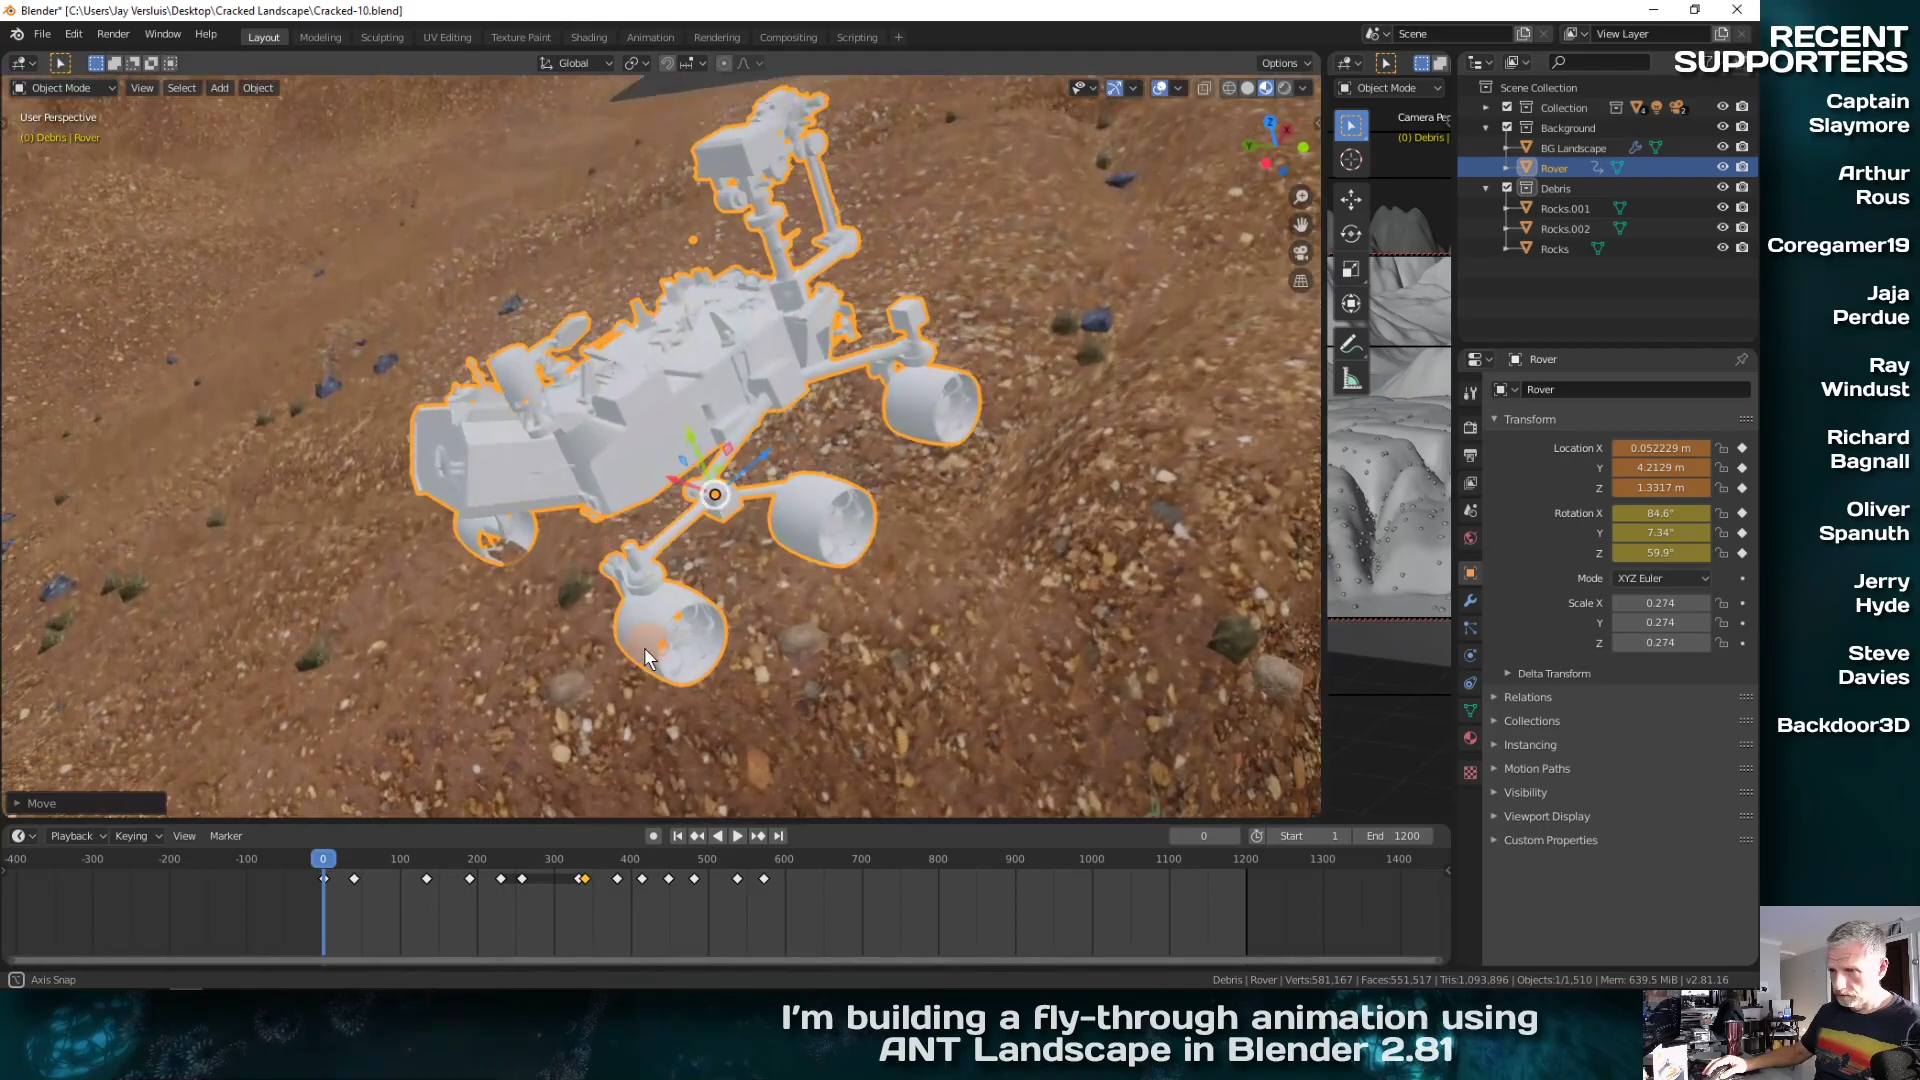 Blender* [C:\Users\Jay Versluis\Desktop\Cracked Landscape\Cracked-10.blend]
File Edit Render Window Help
Layout Modeling Sculpting UV Editing Texture Paint Shading Animation Rendering Compositing Scripting +
Scene
View Layer
Global
Options
Object Mode View Select Add Object
Object Mode
User Perspective
(0) Debris | Rover
Camera Per
(0) Debris |
Scene Collection
Collection
Background
BG Landscape
Rover
Debris
Rocks.001
Rocks.002
Rocks
Rover
Rover
Transform
Location X 0.052229 m
Y 4.2129 m
Z 1.3317 m
Rotation X 84.6°
Y 7.34°
Z 59.9°
Mode XYZ Euler
Scale X 0.274
Y 0.274
Z 0.274
Delta Transform
Relations
Collections
Instancing
Motion Paths
Visibility
Viewport Display
Custom Properties
Move
Playback Keying View Marker
0 Start 1 End 1200
-400 -300 -200 -100 0 100 200 300 400 500 600 700 800 900 1000 1100 1200 1300 1400
Axis Snap
Debris | Rover | Verts:581,167 | Faces:551,517 | Tris:1,093,896 | Objects:1/1,510 | Mem: 639.5 MiB | v2.81.16
RECENT
SUPPORTERS
Captain
Slaymore
Arthur
Rous
Coregamer19
Jaja
Perdue
Ray
Windust
Richard
Bagnall
Oliver
Spanuth
Jerry
Hyde
Steve
Davies
Backdoor3D
I'm building a fly-through animation using
ANT Landscape in Blender 2.81